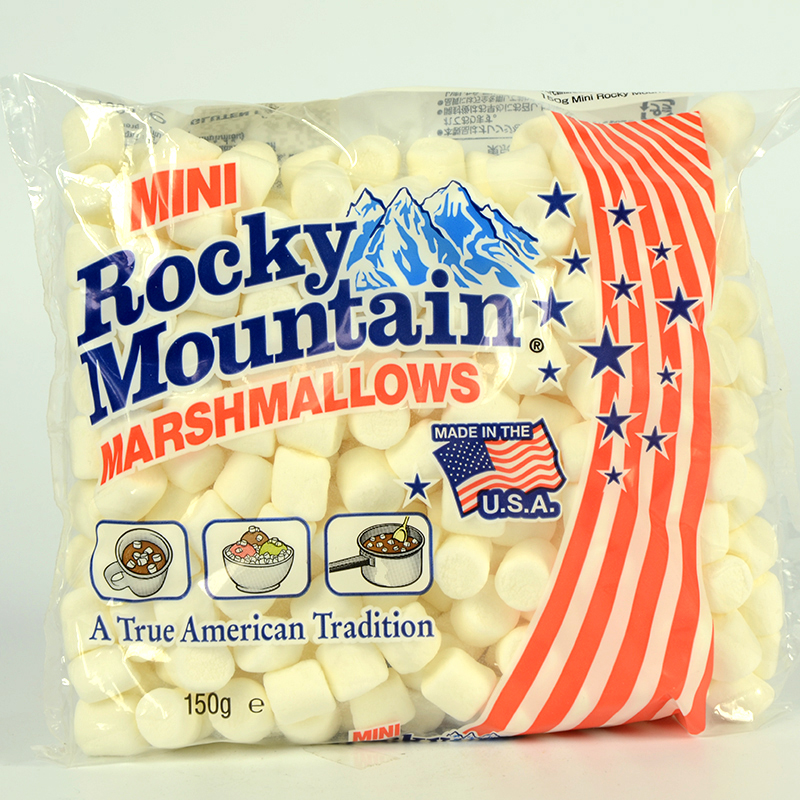 150g Mini Rocky
MINI
Rocky
Mountain®
MARSHMALLOWS
MADE IN THE
U.S.A.
A True American Tradition
150g ℮
MINI